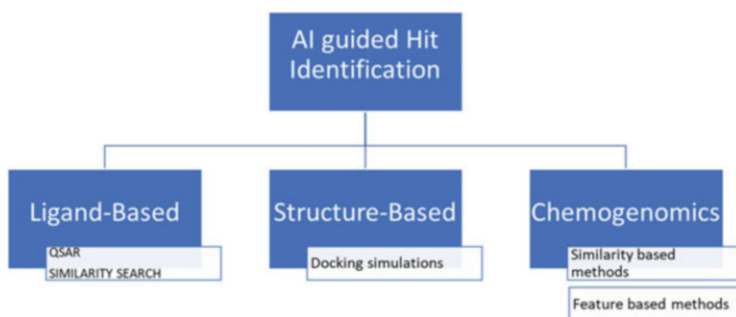 AI guided Hit
Identification
Ligand-Based
QSAR
SIMILARITY SEARCH
Structure-Based
Docking simulations
Chemogenomics
Similarity based
methods
Feature based methods